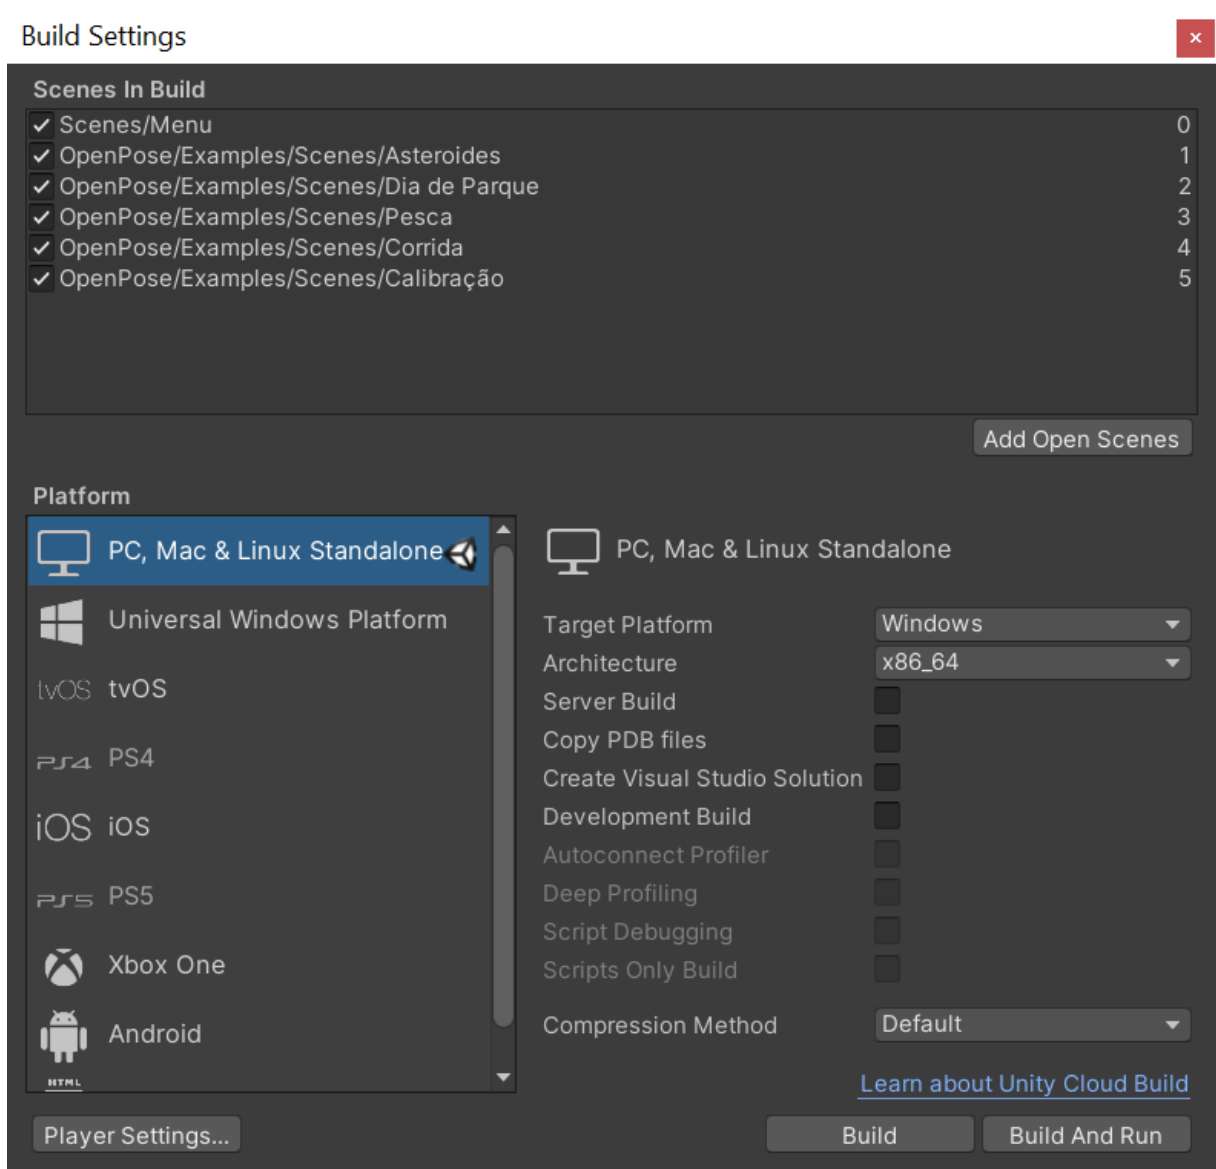 Build Settings
Scenes In Build
Scenes/Menu 0
OpenPose/Examples/Scenes/Asteroides 1
OpenPose/Examples/Scenes/Dia de Parque 2
OpenPose/Examples/Scenes/Pesca 3
OpenPose/Examples/Scenes/Corrida 4
OpenPose/Examples/Scenes/Calibração 5
Add Open Scenes
Platform
PC, Mac & Linux Standalone
Universal Windows Platform
tvOS tvOS
PS4 PS4
iOS iOS
PS5 PS5
Xbox One
Android
HTML
PC, Mac & Linux Standalone
Target Platform Windows
Architecture x86_64
Server Build
Copy PDB files
Create Visual Studio Solution
Development Build
Autoconnect Profiler
Deep Profiling
Script Debugging
Scripts Only Build
Compression Method Default
Learn about Unity Cloud Build
Player Settings... Build Build And Run